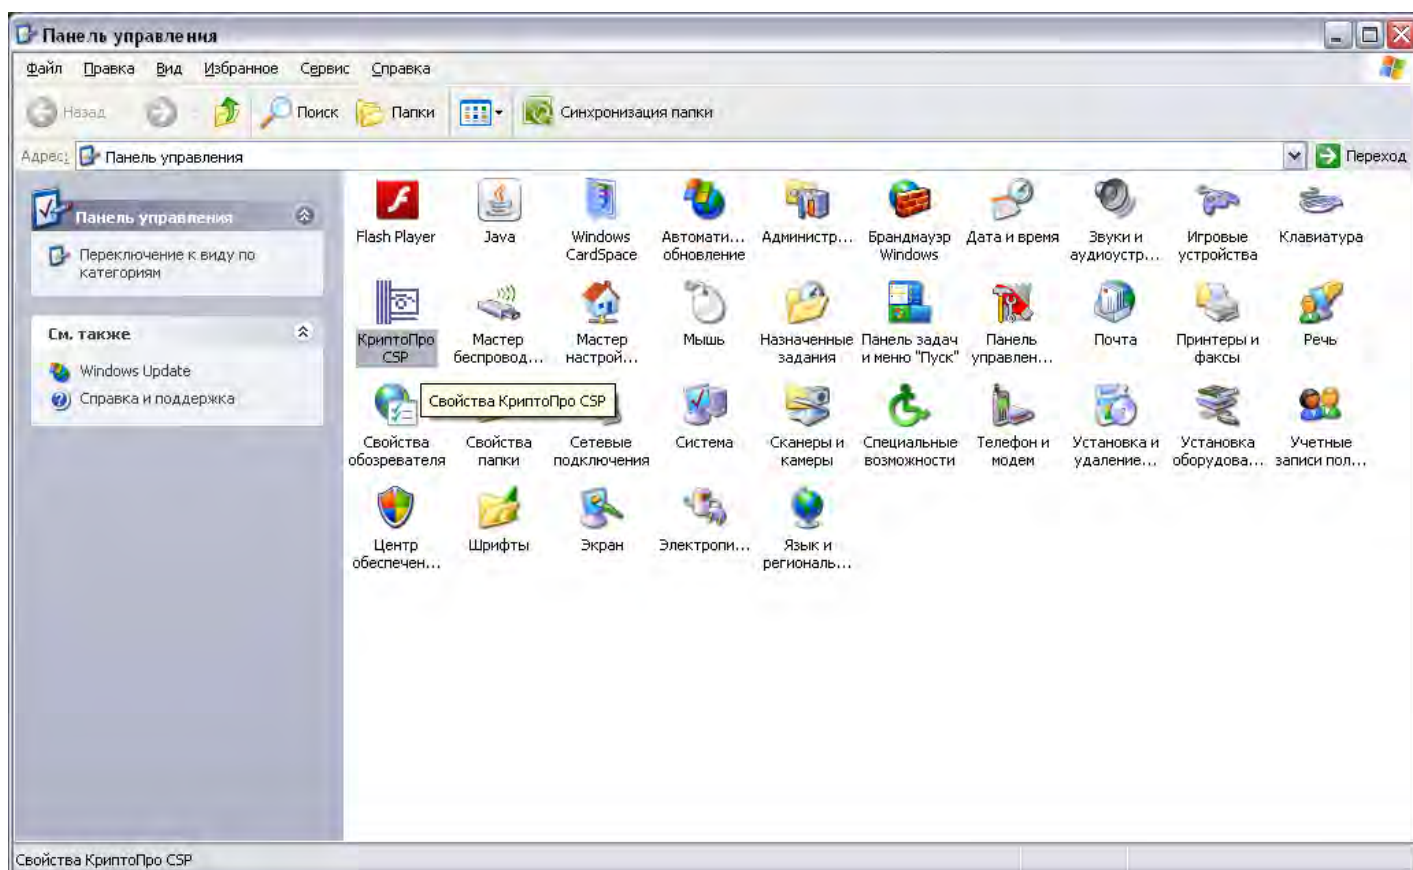 Панель управления
Файл Правка Вид Избранное Сервис Справка
Назад Поиск Папки Синхронизация папки
Адрес: Панель управления Переход
Панель управления
Переключение к виду по
категориям
См. также
Windows Update
Справка и поддержка
Flash Player
Java
Windows
CardSpace
Автомати...
обновление
Администр...
Брандмауэр
Windows
Дата и время
Звуки и
аудиоустр...
Игровые
устройства
Клавиатура
КриптоПро
CSP
Мастер
беспровод...
Мастер
настрой...
Мышь
Назначенные
задания
Панель задач
и меню "Пуск"
Панель
управлен...
Почта
Принтеры и
факсы
Речь
Свойства КриптоПро CSP
Свойства
обозревателя
Свойства
папки
Сетевые
подключения
Система
Сканеры и
камеры
Специальные
возможности
Телефон и
модем
Установка и
удаление...
Установка
оборудова...
Учетные
записи пол...
Центр
обеспечен...
Шрифты
Экран
Электропи...
Язык и
региональ...
Свойства КриптоПро CSP